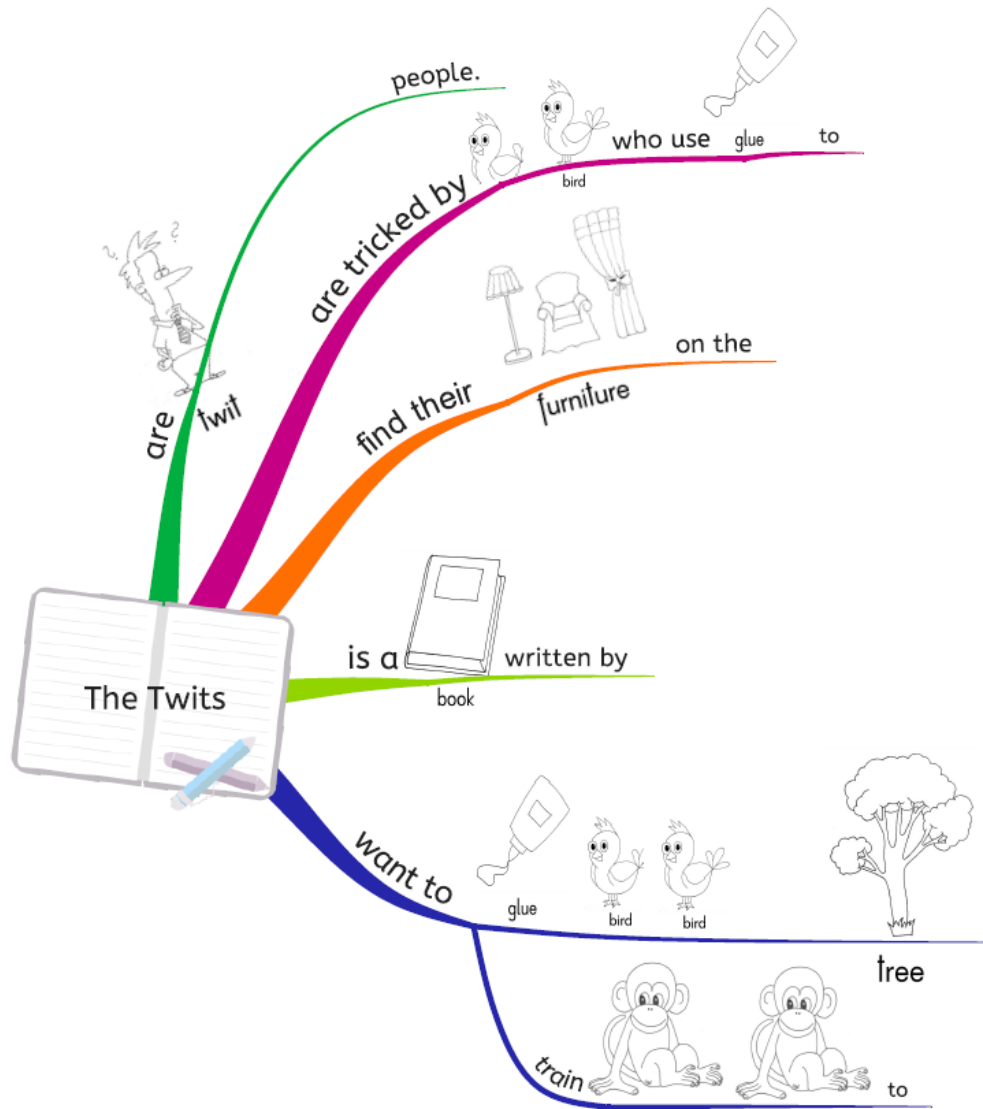 people.
are
twit
are tricked by
bird
who use
glue
to
find their
furniture
on the
The Twits
is a
book
written by
want to
glue
bird
bird
tree
train
to